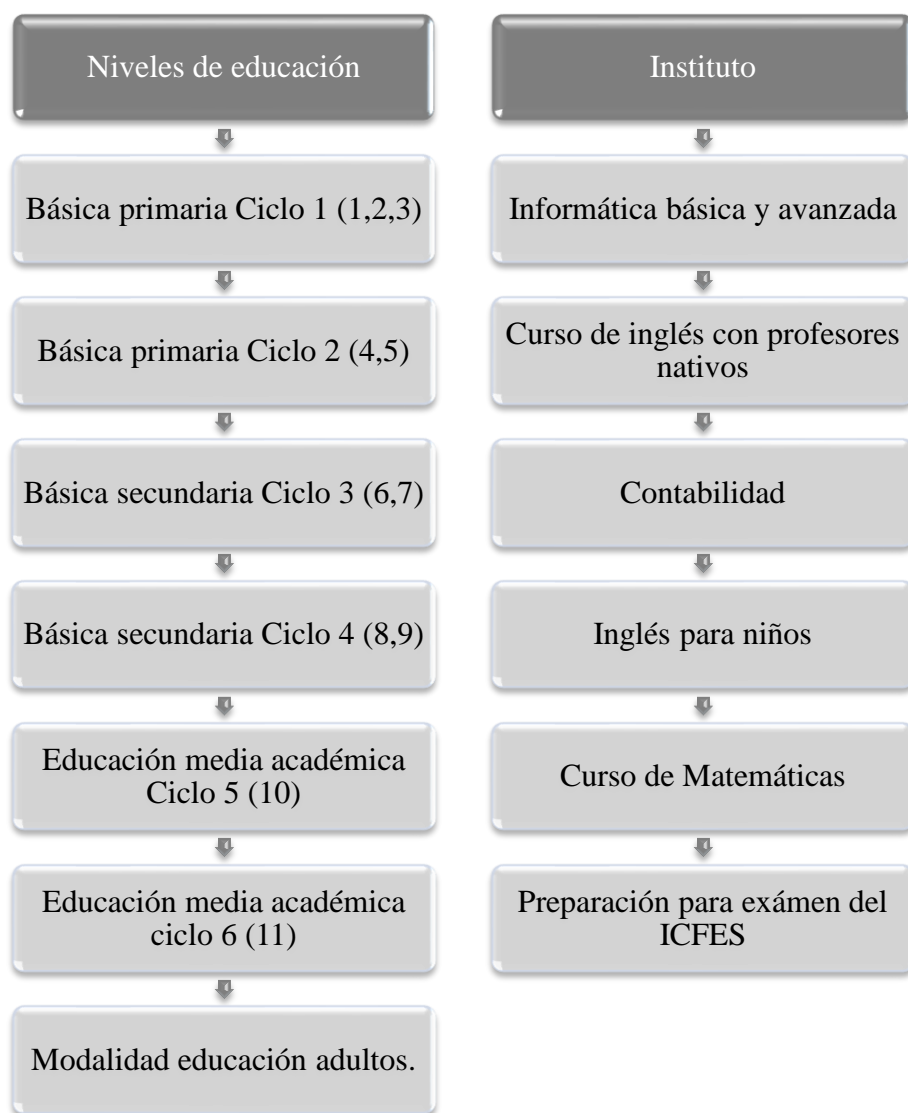 Niveles de educación
Básica primaria Ciclo 1 (1,2,3)
Básica primaria Ciclo 2 (4,5)
Básica secundaria Ciclo 3 (6,7)
Básica secundaria Ciclo 4 (8,9)
Educación media académica
Ciclo 5 (10)
Educación media académica
ciclo 6 (11)
Modalidad educación adultos.
Instituto
Informática básica y avanzada
Curso de inglés con profesores
nativos
Contabilidad
Inglés para niños
Curso de Matemáticas
Preparación para exámen del
ICFES